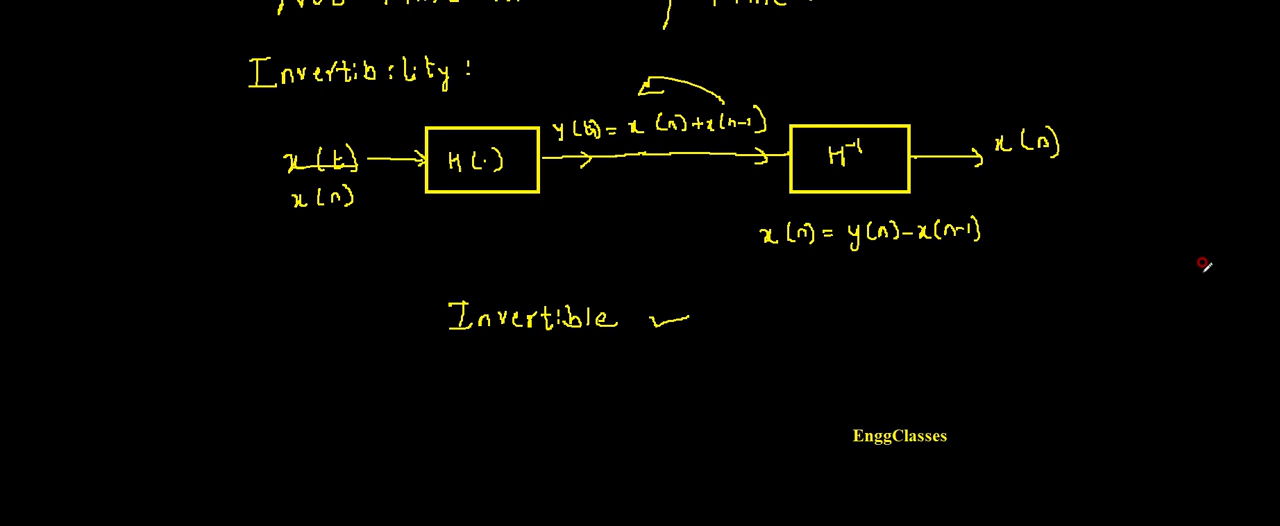 Invertibility :
y(n) = x(n)+x(n-1)
x(t) H(.) H⁻¹ x(n)
x(n)
x(n) = y(n)-x(n-1)
Invertible ✓
EnggClasses